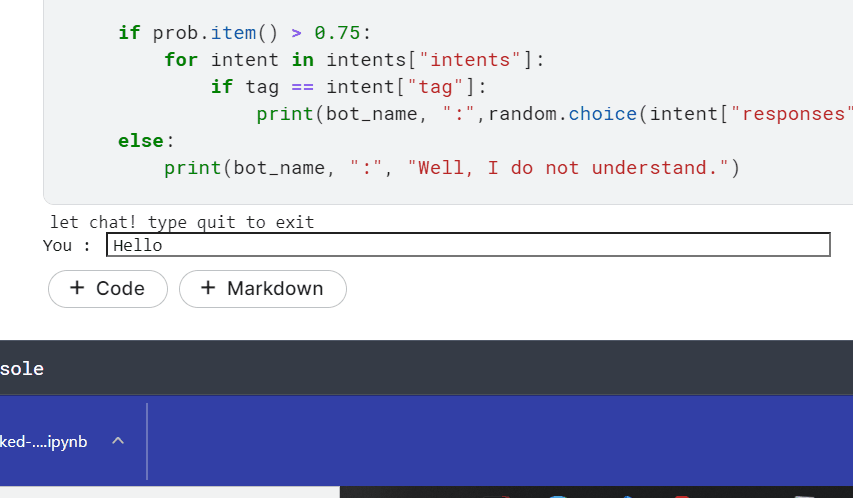 if prob.item() > 0.75:
for intent in intents["intents"]:
if tag == intent["tag"]:
print(bot_name, ":",random.choice(intent["responses"
else:
print(bot_name, ":", "Well, I do not understand.")
let chat! type quit to exit
You : Hello
+ Code + Markdown
sole
ked-....ipynb